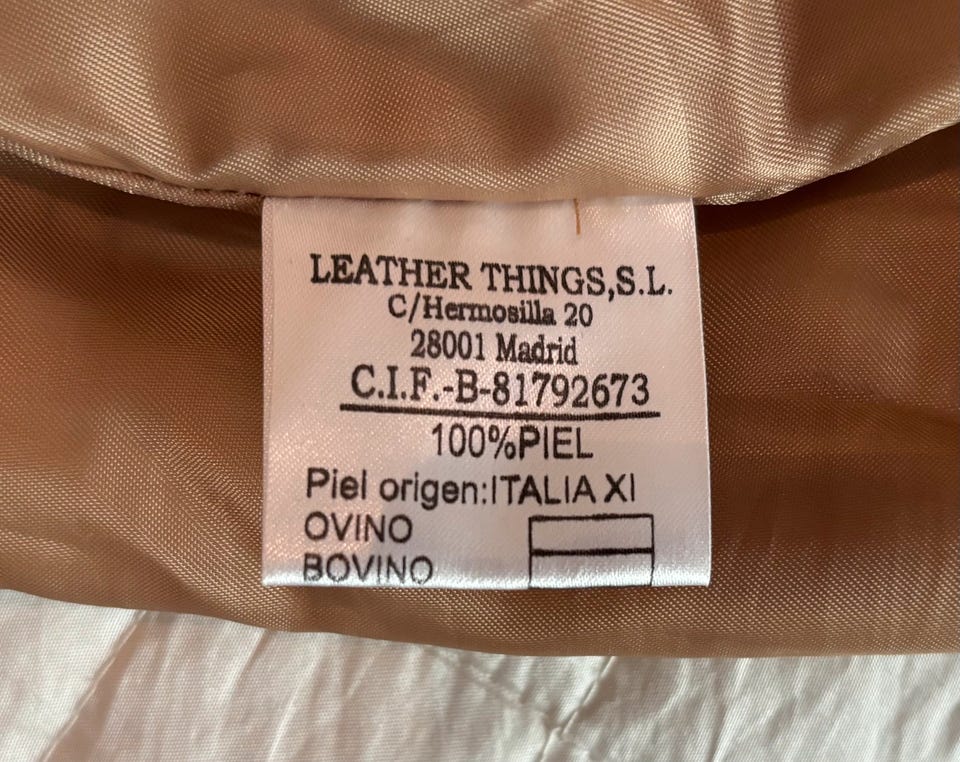 LEATHER THINGS,S.L.
C/Hermosilla 20
28001 Madrid
C.I.F.-B-81792673
100%PIEL
Piel origen:ITALIA XI
OVINO
BOVINO